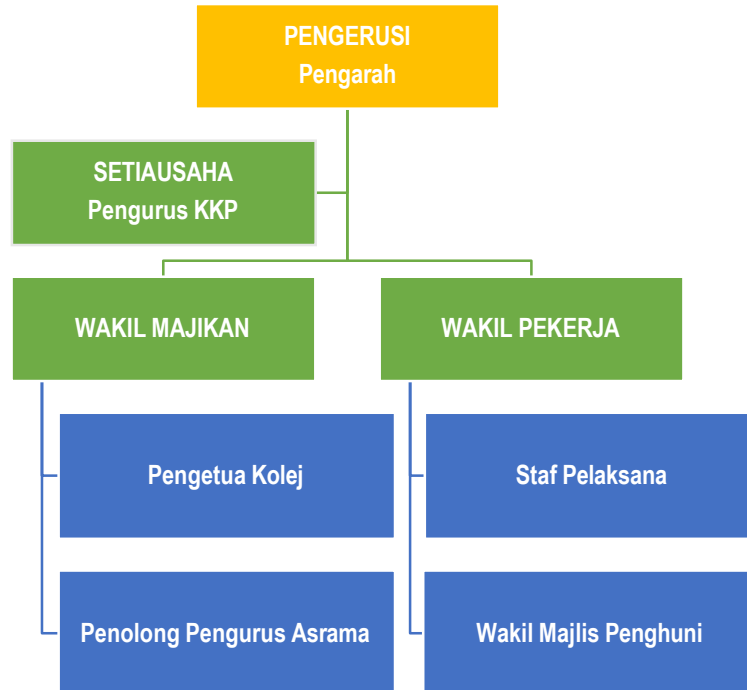 PENGERUSI
Pengarah
SETIAUSAHA
Pengurus KKP
WAKIL MAJIKAN
WAKIL PEKERJA
Pengetua Kolej
Staf Pelaksana
Penolong Pengurus Asrama
Wakil Majlis Penghuni